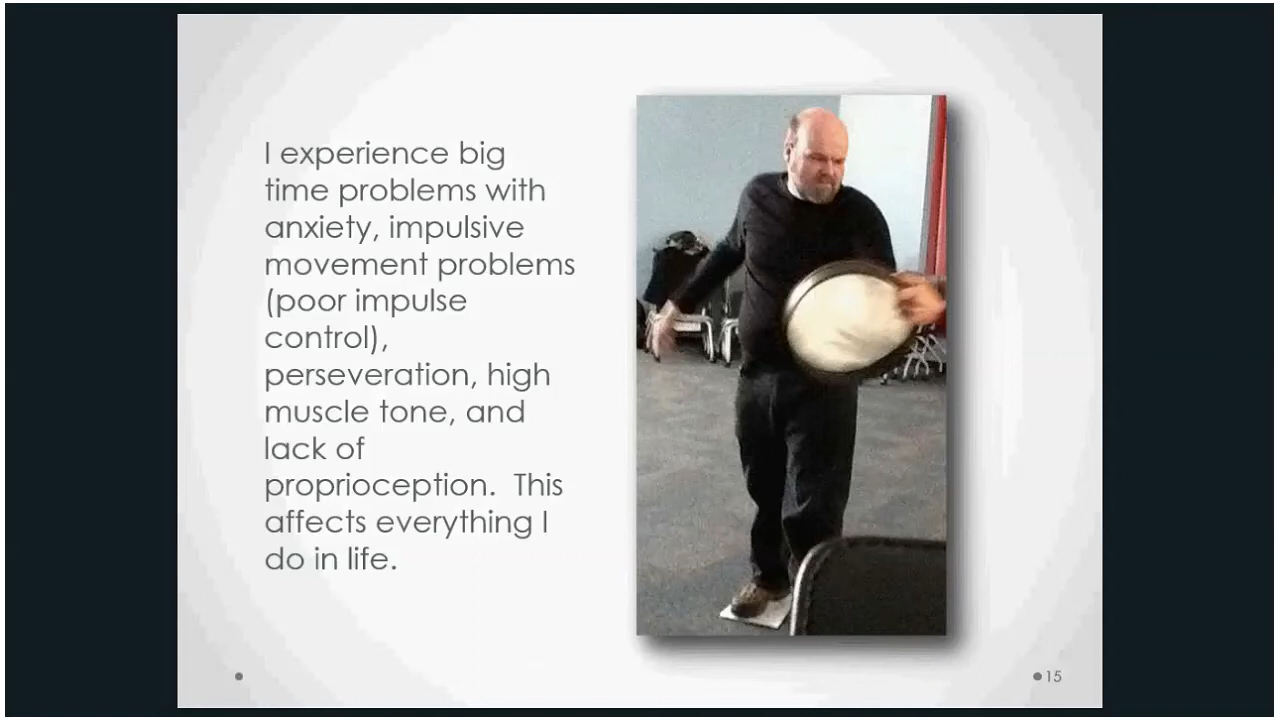 I experience big
time problems with
anxiety, impulsive
movement problems
(poor impulse
control),
perseveration, high
muscle tone, and
lack of
proprioception.  This
affects everything I
do in life.
15